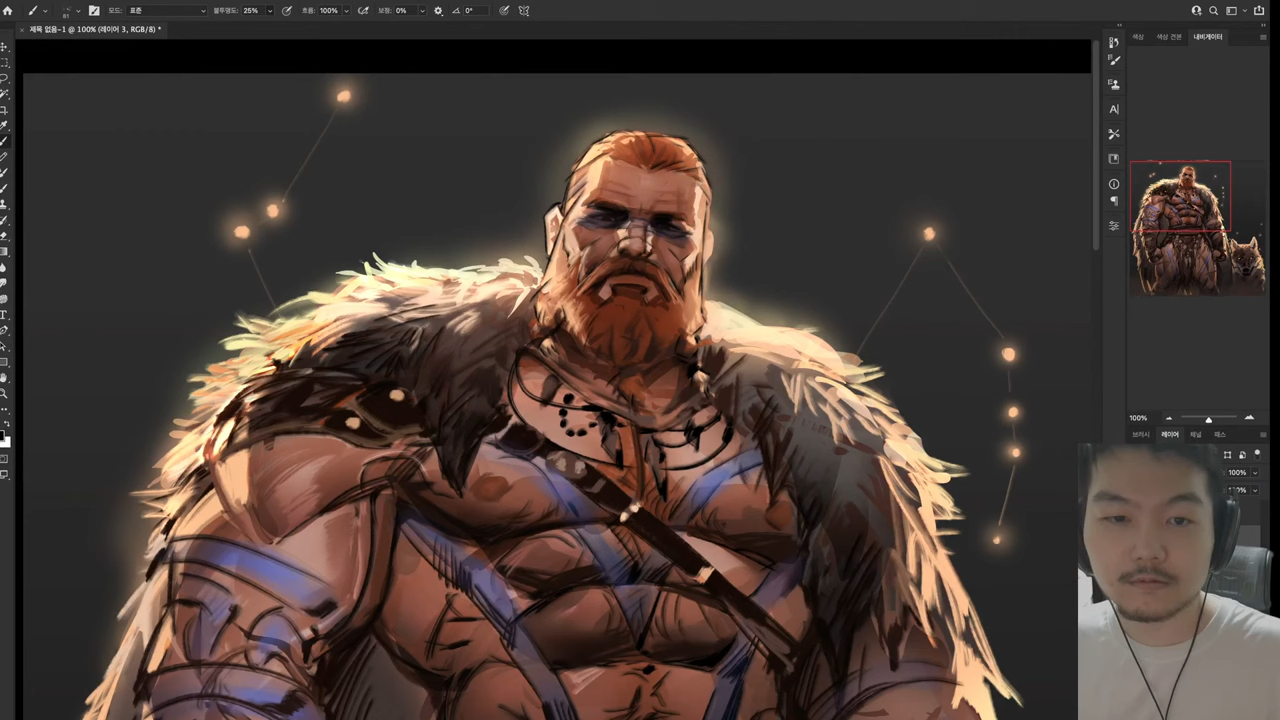 모드: 표준 불투명도: 25% 흐름: 100% 보정: 0% 0°
81
제목 없음-1 @ 100% (레이어 3, RGB/8) *
색상 색상 견본 내비게이터
100%
브러시 레이어 채널 패스
100%